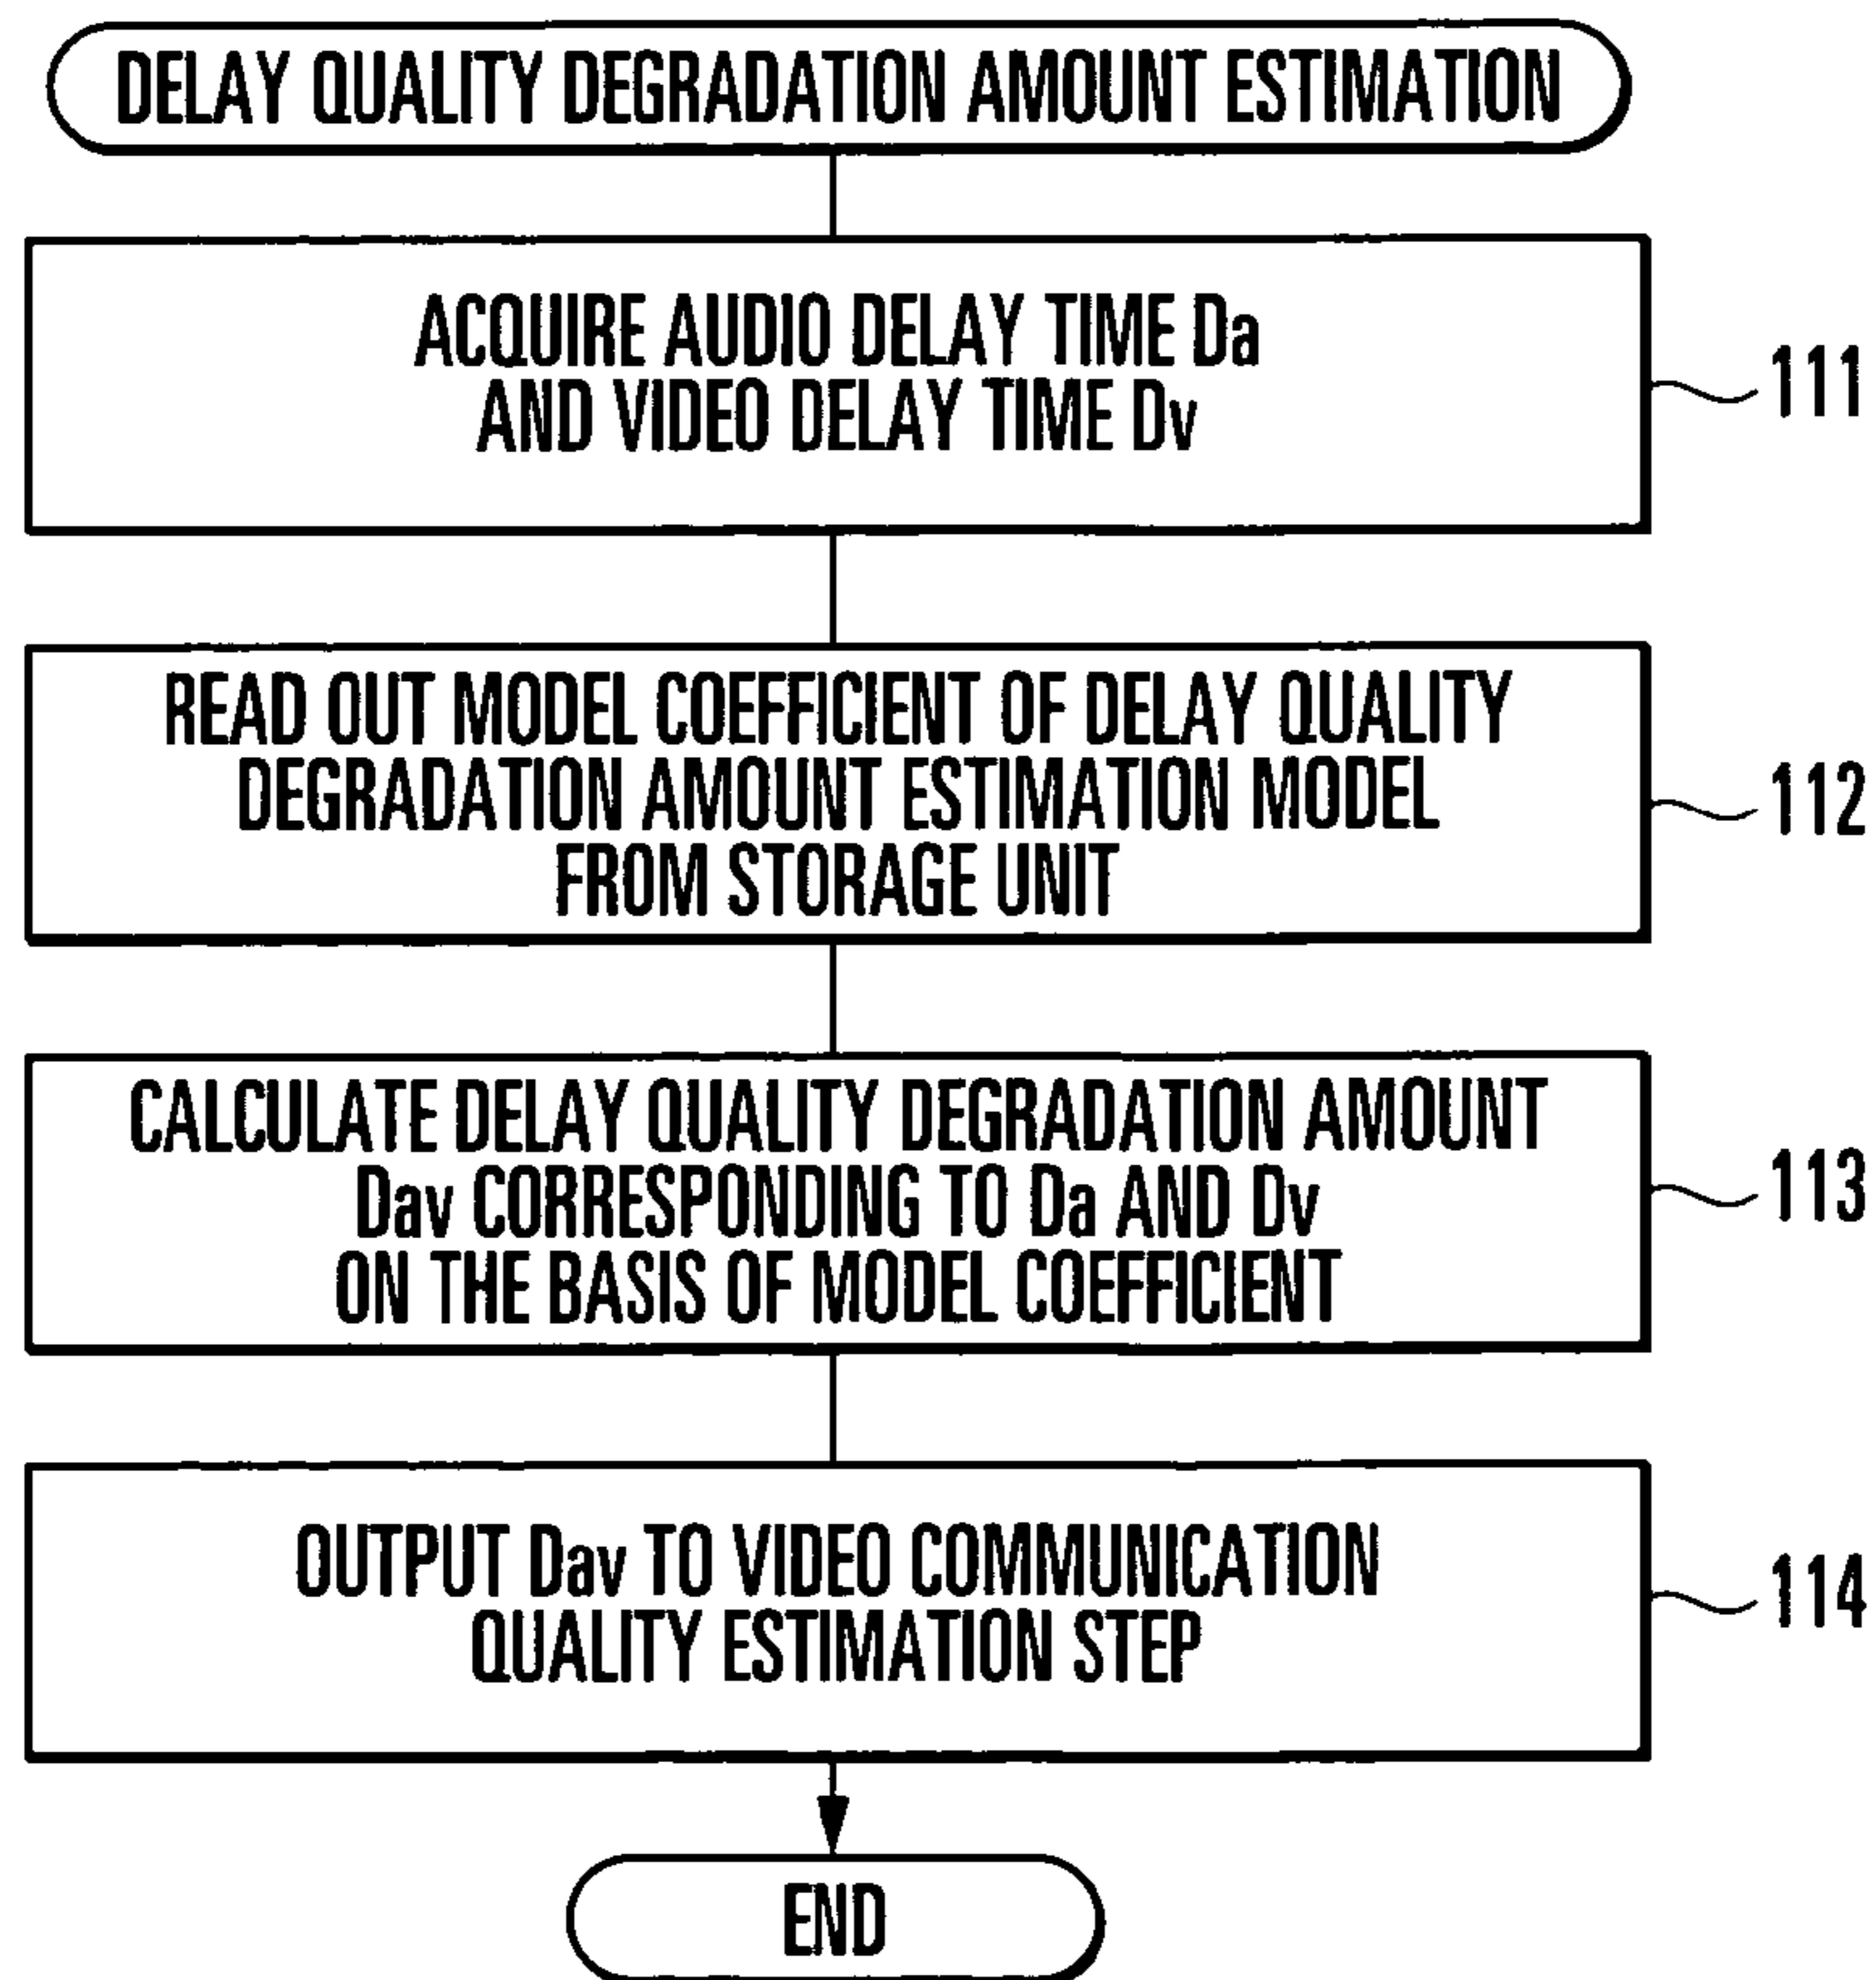 DELAY QUALITY DEGRADATION AMOUNT ESTIMATION
ACQUIRE AUDIO DELAY TIME Da
AND VIDEO DELAY TIME Dv
111
READ OUT MODEL COEFFICIENT OF DELAY QUALITY
DEGRADATION AMOUNT ESTIMATION MODEL
FROM STORAGE UNIT
112
CALCULATE DELAY QUALITY DEGRADATION AMOUNT
Dav CORRESPONDING TO Da AND Dv
ON THE BASIS OF MODEL COEFFICIENT
113
OUTPUT Dav TO VIDEO COMMUNICATION
QUALITY ESTIMATION STEP
114
END